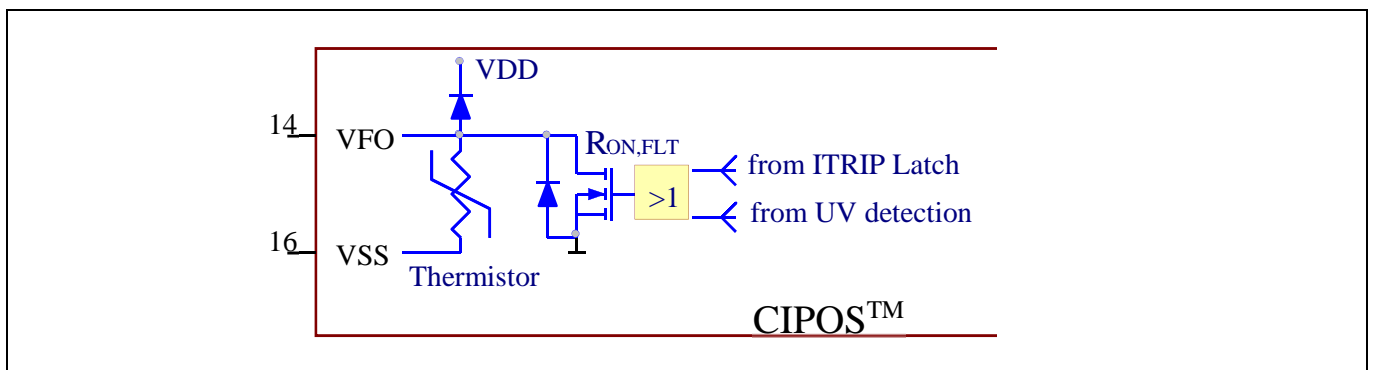 VDD
14 VFO
RON,FLT
from ITRIP Latch
>1
from UV detection
16 VSS
Thermistor
CIPOS™